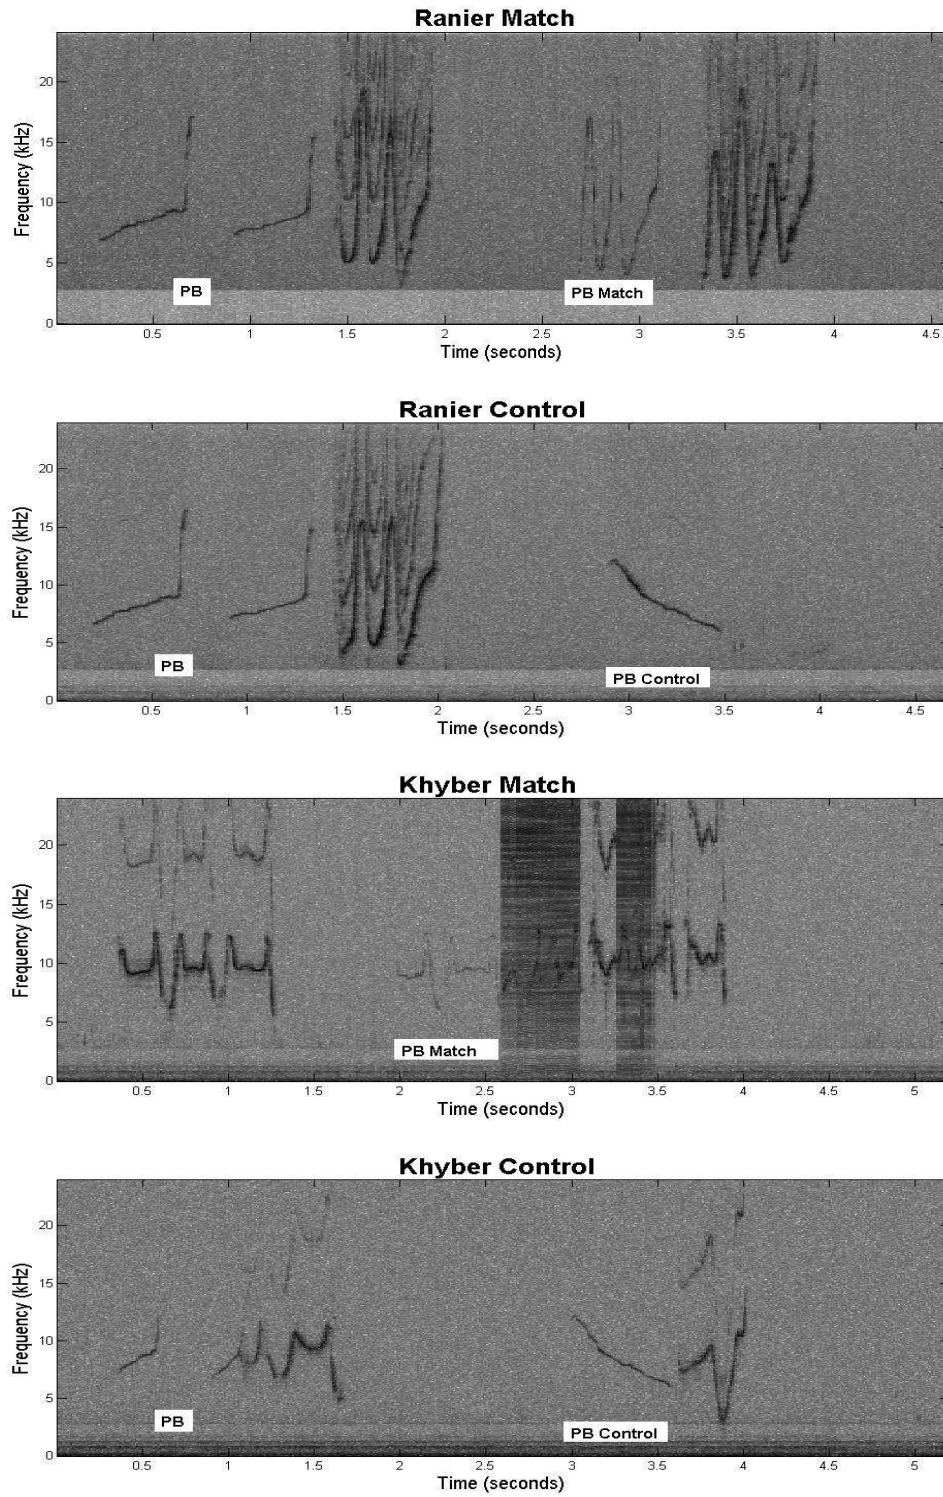 Ranier Match
Frequency (kHz)
20
15
10
5
0
PB
PB Match
0.5 1 1.5 2 2.5 3 3.5 4 4.5
Time (seconds)
Ranier Control
Frequency (kHz)
20
15
10
5
0
PB
PB Control
0.5 1 1.5 2 2.5 3 3.5 4 4.5
Time (seconds)
Khyber Match
Frequency (kHz)
20
15
10
5
0
PB Match
0.5 1 1.5 2 2.5 3 3.5 4 4.5 5
Time (seconds)
Khyber Control
Frequency (kHz)
20
15
10
5
0
PB
PB Control
0.5 1 1.5 2 2.5 3 3.5 4 4.5 5
Time (seconds)